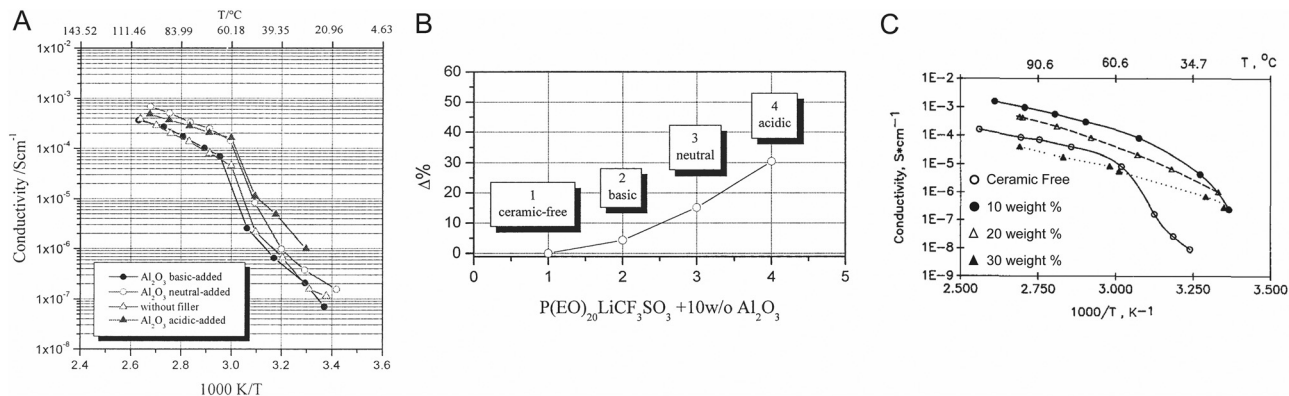 A
T/°C
143.52 111.46 83.99 60.18 39.35 20.96 4.63
1x10⁻²
1x10⁻³
1x10⁻⁴
1x10⁻⁵
1x10⁻⁶
1x10⁻⁷
1x10⁻⁸
Conductivity /Scm⁻¹
Al₂O₃ basic-added
Al₂O₃ neutral-added
without filler
Al₂O₃ acidic-added
2.4 2.6 2.8 3.0 3.2 3.4 3.6
1000 K/T
B
60
50
40
30
20
10
0
Δ%
1
ceramic-free
2
basic
3
neutral
4
acidic
0 1 2 3 4 5
P(EO)₂₀LiCF₃SO₃ +10w/o Al₂O₃
C
90.6 60.6 34.7 T, °C
1E-2
1E-3
1E-4
1E-5
1E-6
1E-7
1E-8
1E-9
Conductivity, S*cm⁻¹
Ceramic Free
10 weight %
20 weight %
30 weight %
2.500 2.750 3.000 3.250 3.500
1000/T, K-1